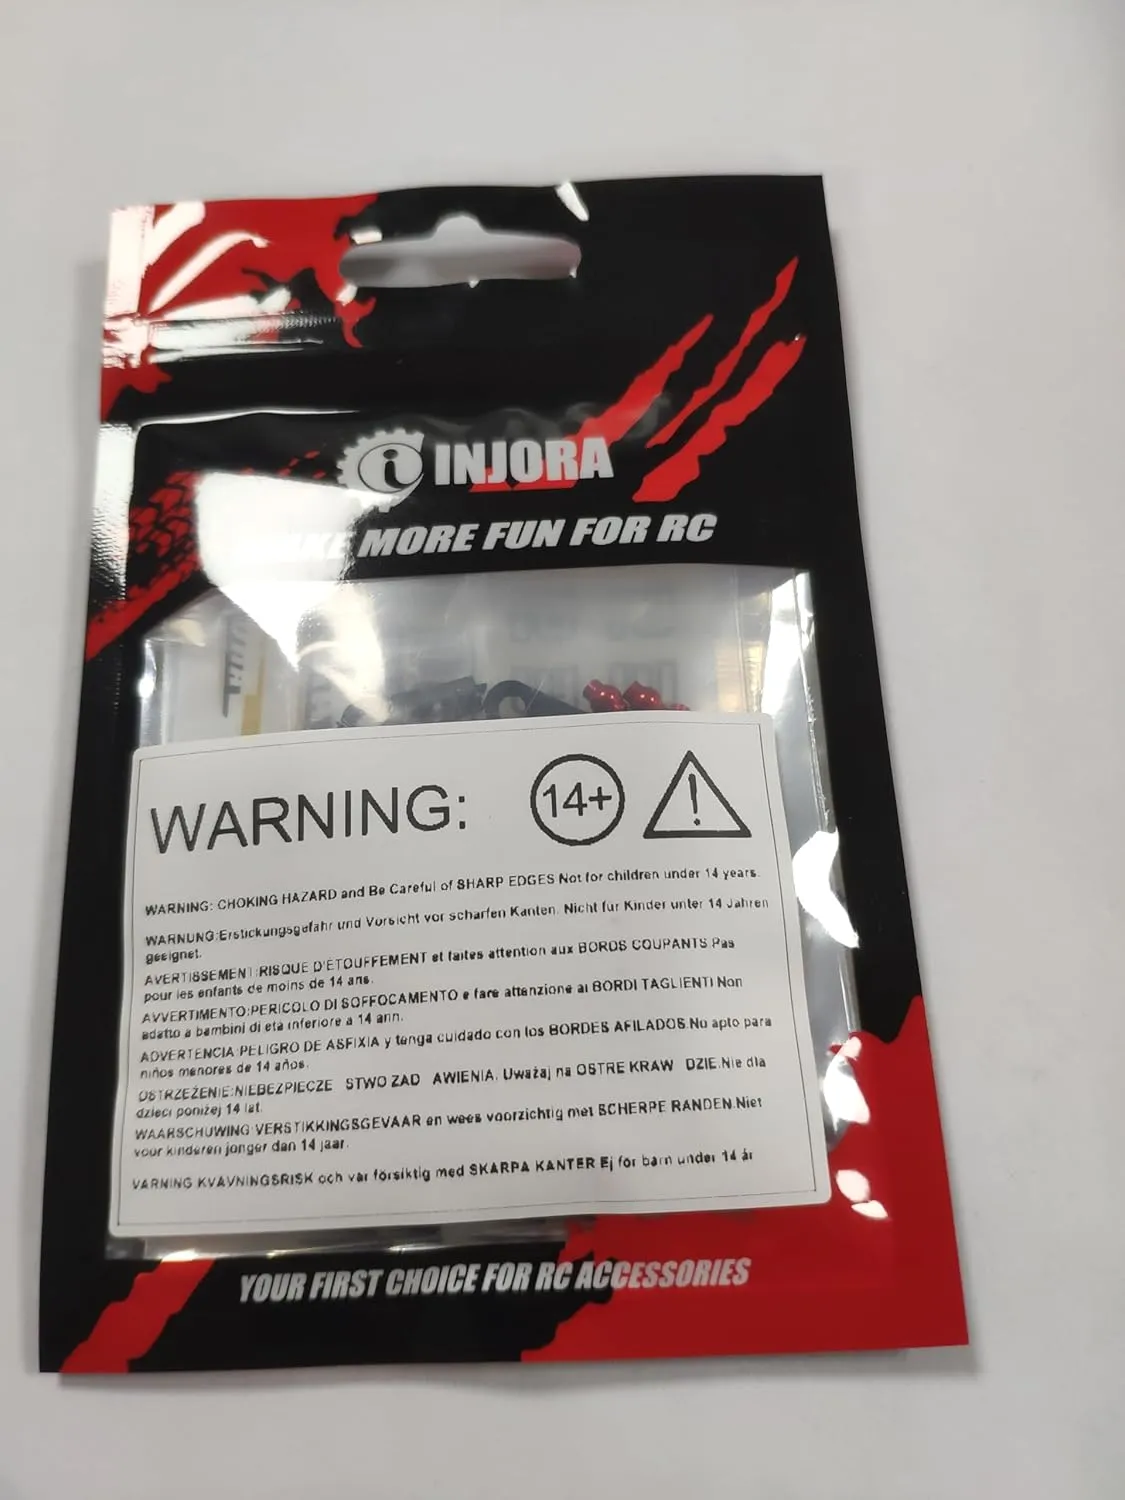 INJORA
MORE FUN FOR RC
WARNING:
14+
WARNING: CHOKING HAZARD and Be Careful of SHARP EDGES Not for children under 14 years.
WARNUNG:Erstickungsgefahr und Vorsicht vor scharfen Kanten. Nicht für Kinder unter 14 Jahren
geeignet.
AVERTISSEMENT:RISQUE D'ÉTOUFFEMENT et faites attention aux BORDS COUPANTS.Pas
pour les enfants de moins de 14 ans.
AVVERTIMENTO:PERICOLO DI SOFFOCAMENTO e fare attenzione ai BORDI TAGLIENTI Non
adatto a bambini di età inferiore a 14 ann.
ADVERTENCIA:PELIGRO DE ASFIXIA y tenga cuidado con los BORDES AFILADOS.No apto para
niños menores de 14 años.
OSTRZEŻENIE:NIEBEZPIECZE STWO ZAD AWIENIA. Uważaj na OSTRE KRAW DZIE.Nie dla
dzieci poniżej 14 lat.
WAARSCHUWING:VERSTIKKINGSGEVAAR en wees voorzichtig met SCHERPE RANDEN.Niet
voor kinderen jonger dan 14 jaar.
VARNING KVAVNINGSRISK och var försiktig med SKARPA KANTER Ej för barn under 14 år
YOUR FIRST CHOICE FOR RC ACCESSORIES